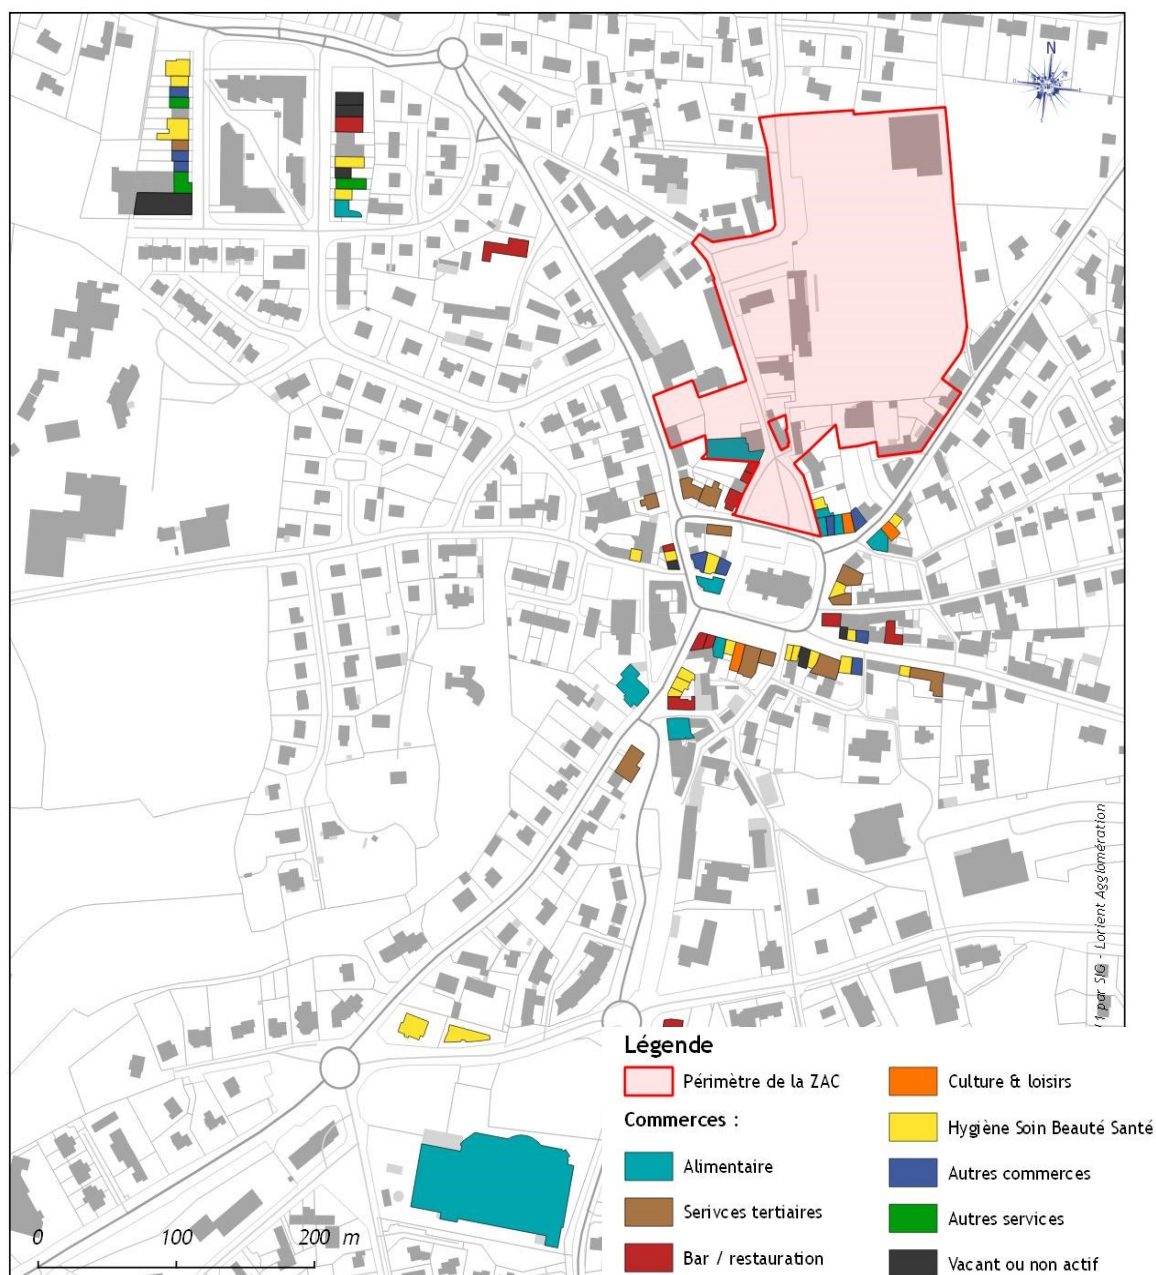 N
11 par SIG - Lorient Agglomération
Légende
Périmètre de la ZAC
Commerces :
Alimentaire
Serivces tertiaires
Bar / restauration
Culture & loisirs
Hygiène Soin Beauté Santé
Autres commerces
Autres services
Vacant ou non actif
0 100 200 m